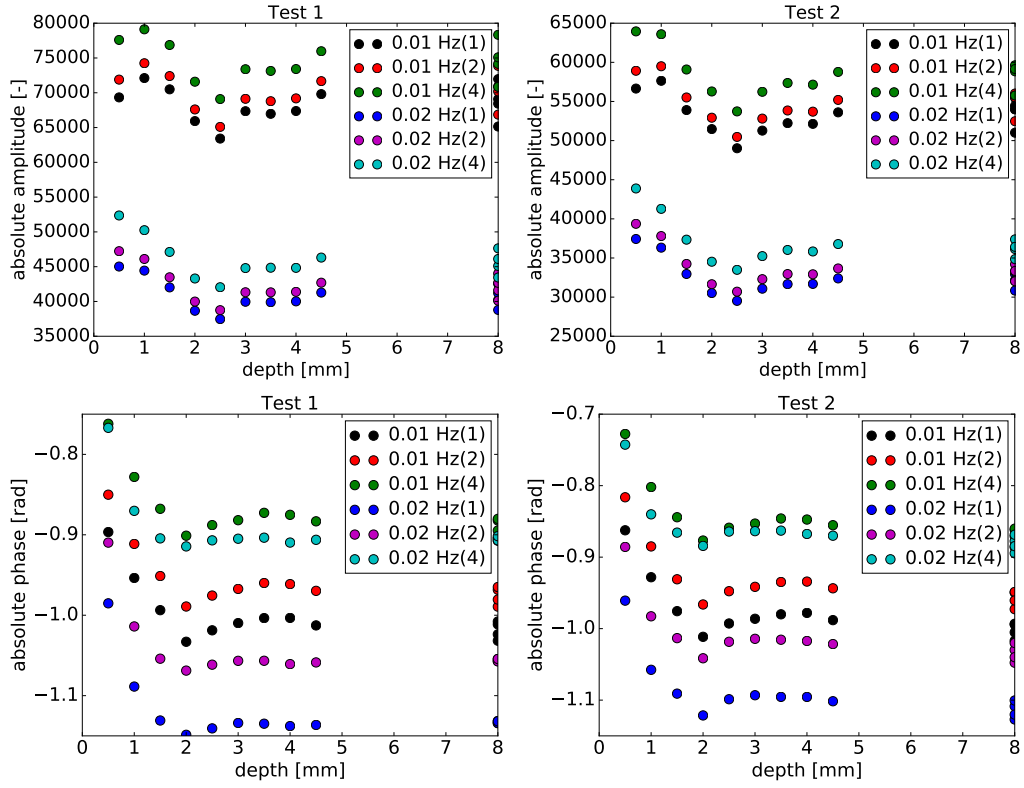 Test 1
absolute amplitude [-]
80000
75000
70000
65000
60000
55000
50000
45000
40000
35000
0 1 2 3 4 5 6 7 8
depth [mm]
0.01 Hz(1)
0.01 Hz(2)
0.01 Hz(4)
0.02 Hz(1)
0.02 Hz(2)
0.02 Hz(4)
Test 2
absolute amplitude [-]
65000
60000
55000
50000
45000
40000
35000
30000
25000
0 1 2 3 4 5 6 7 8
depth [mm]
0.01 Hz(1)
0.01 Hz(2)
0.01 Hz(4)
0.02 Hz(1)
0.02 Hz(2)
0.02 Hz(4)
Test 1
absolute phase [rad]
−0.8
−0.9
−1.0
−1.1
0 1 2 3 4 5 6 7 8
depth [mm]
0.01 Hz(1)
0.01 Hz(2)
0.01 Hz(4)
0.02 Hz(1)
0.02 Hz(2)
0.02 Hz(4)
Test 2
absolute phase [rad]
−0.7
−0.8
−0.9
−1.0
−1.1
0 1 2 3 4 5 6 7 8
depth [mm]
0.01 Hz(1)
0.01 Hz(2)
0.01 Hz(4)
0.02 Hz(1)
0.02 Hz(2)
0.02 Hz(4)